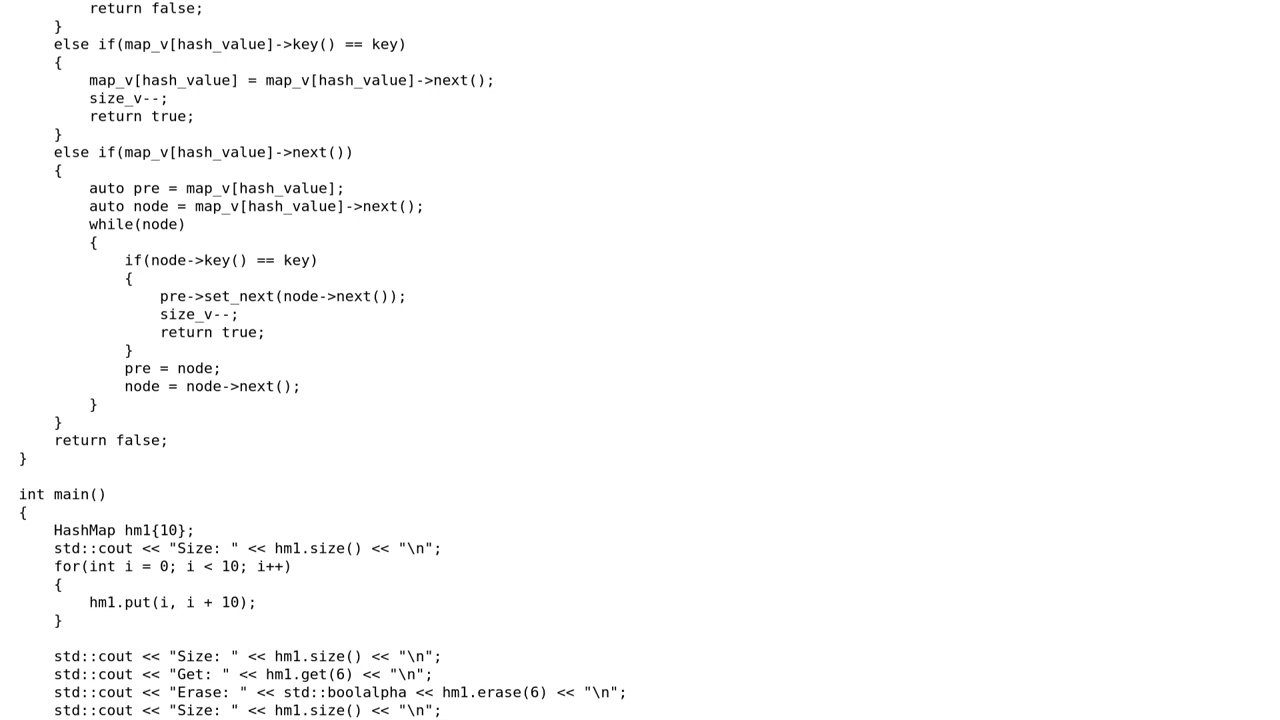 return false;
    }
    else if(map_v[hash_value]->key() == key)
    {
        map_v[hash_value] = map_v[hash_value]->next();
        size_v--;
        return true;
    }
    else if(map_v[hash_value]->next())
    {
        auto pre = map_v[hash_value];
        auto node = map_v[hash_value]->next();
        while(node)
        {
            if(node->key() == key)
            {
                pre->set_next(node->next());
                size_v--;
                return true;
            }
            pre = node;
            node = node->next();
        }
    }
    return false;
}

int main()
{
    HashMap hm1{10};
    std::cout << "Size: " << hm1.size() << "\n";
    for(int i = 0; i < 10; i++)
    {
        hm1.put(i, i + 10);
    }

    std::cout << "Size: " << hm1.size() << "\n";
    std::cout << "Get: " << hm1.get(6) << "\n";
    std::cout << "Erase: " << std::boolalpha << hm1.erase(6) << "\n";
    std::cout << "Size: " << hm1.size() << "\n";